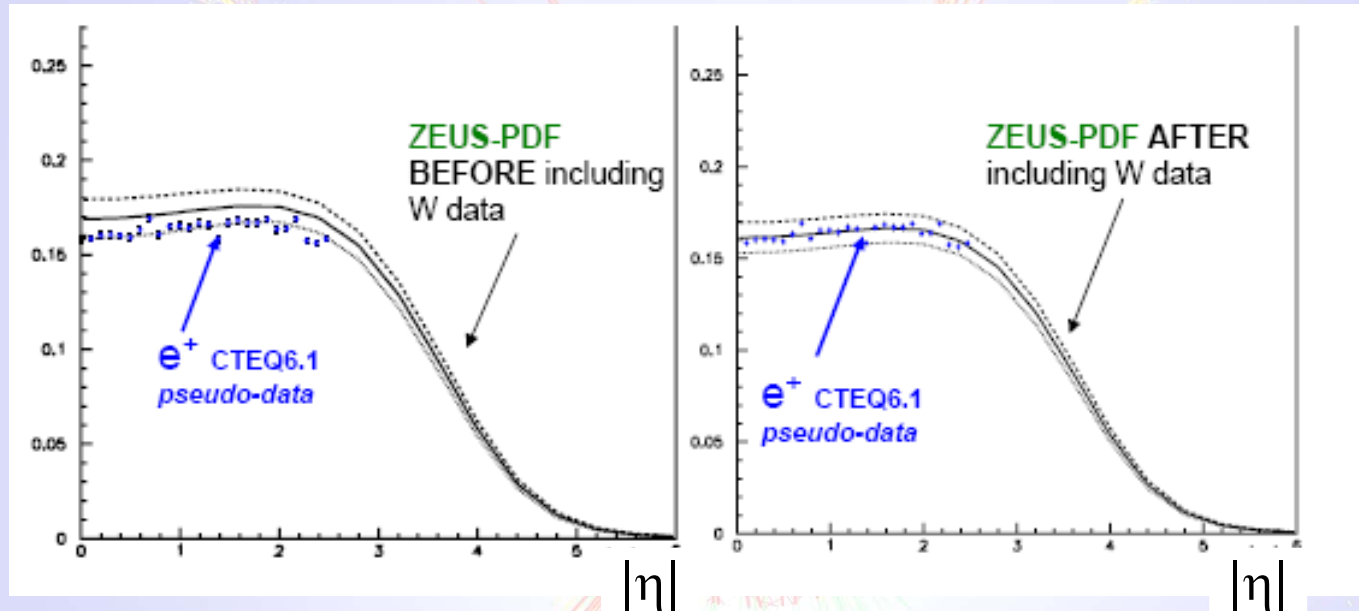 0.25
0.2
0.15
0.1
0.05
0
0 1 2 3 4 5
ZEUS-PDF
BEFORE including
W data
e⁺ CTEQ6.1
pseudo-data
|η|
0.25
0.2
0.15
0.1
0.05
0
0 1 2 3 4 5
ZEUS-PDF AFTER
including W data
e⁺ CTEQ6.1
pseudo-data
|η|